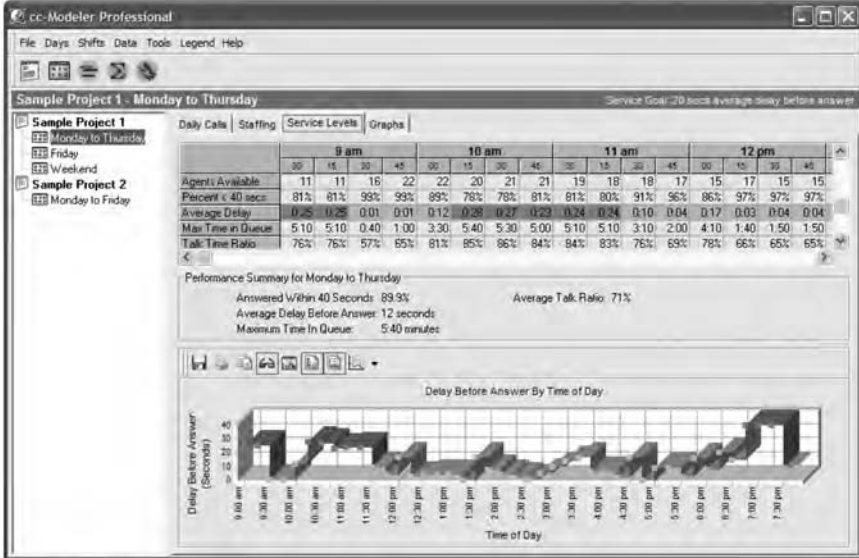 cc-Modeler Professional
File Days Shifts Data Tools Legend Help
Sample Project 1 - Monday to Thursday Service Goal: 20 secs average delay before answer
Sample Project 1
Monday to Thursday
Friday
Weekend
Sample Project 2
Monday to Friday
Daily Calls Staffing Service Levels Graphs
9 am 10 am 11 am 12 pm
00 15 30 45 00 15 30 45 00 15 30 45 00 15 30 45
Agents Available 11 11 16 22 22 20 21 21 19 18 18 17 15 17 15 15
Percent ≤ 40 secs 81% 81% 99% 99% 89% 78% 78% 81% 81% 80% 91% 96% 86% 97% 97% 97%
Average Delay 0:25 0:25 0:01 0:01 0:12 0:28 0:27 0:23 0:24 0:24 0:10 0:04 0:17 0:03 0:04 0:04
Max Time in Queue 5:10 5:10 0:40 1:00 3:30 5:40 5:30 5:00 5:10 5:10 3:10 2:00 4:10 1:40 1:50 1:50
Talk Time Ratio 76% 76% 57% 65% 81% 85% 86% 84% 84% 83% 76% 69% 78% 66% 65% 65%
Performance Summary for Monday to Thursday
Answered Within 40 Seconds 89.9% Average Talk Ratio: 71%
Average Delay Before Answer: 12 seconds
Maximum Time In Queue: 5:40 minutes
Delay Before Answer By Time of Day
Delay Before Answer
(Seconds)
40
30
20
10
0
9:00 am 9:30 am 10:00 am 10:30 am 11:00 am 11:30 am 12:00 pm 12:30 pm 1:00 pm 1:30 pm 2:00 pm 2:30 pm 3:00 pm 3:30 pm 4:00 pm 4:30 pm 5:00 pm 5:30 pm 6:00 pm 6:30 pm 7:00 pm 7:30 pm
Time of Day